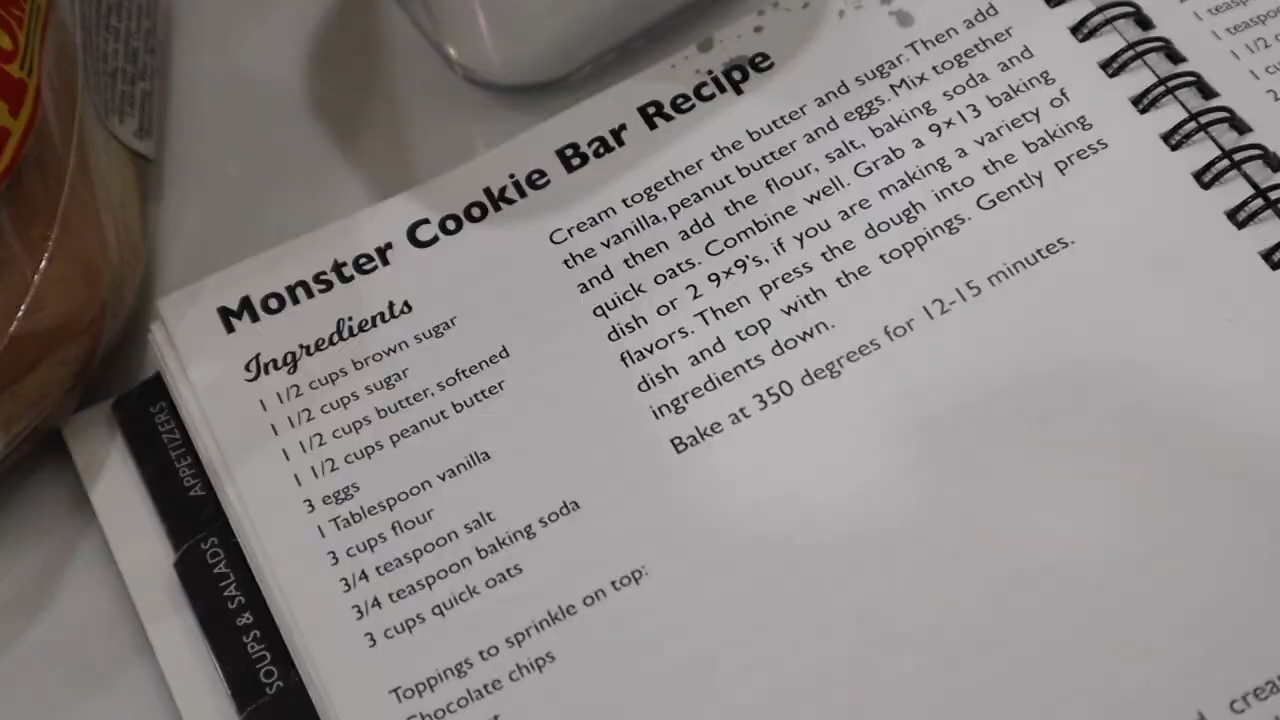 Monster Cookie Bar Recipe
Ingredients
1 1/2 cups brown sugar
1 1/2 cups sugar
1 1/2 cups butter, softened
1 1/2 cups peanut butter
3 eggs
1 Tablespoon vanilla
3 cups flour
3/4 teaspoon salt
3/4 teaspoon baking soda
3 cups quick oats
Toppings to sprinkle on top:
Chocolate chips
Cream together the butter and sugar. Then add
the vanilla, peanut butter and eggs. Mix together
and then add the flour, salt, baking soda and
quick oats. Combine well. Grab a 9×13 baking
dish or 2 9×9's, if you are making a variety of
flavors. Then press the dough into the baking
dish and top with the toppings. Gently press
ingredients down.
Bake at 350 degrees for 12-15 minutes.
APPETIZERS
SOUPS & SALADS
1 1/2